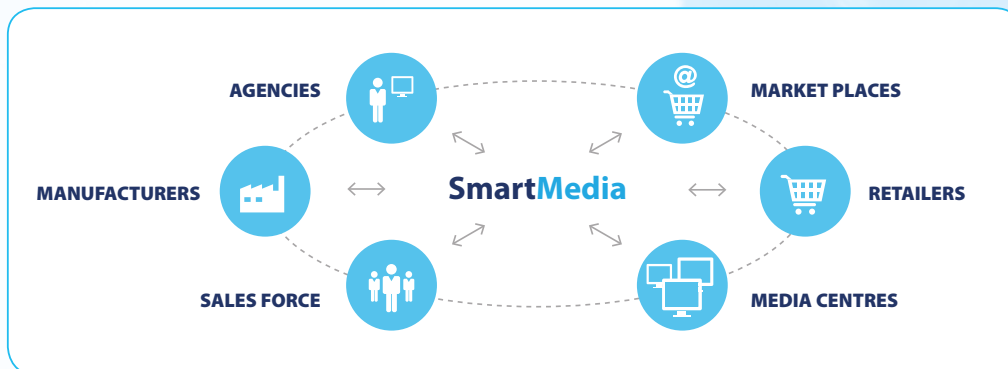 @
AGENCIES
MARKET PLACES
MANUFACTURERS
SmartMedia
RETAILERS
SALES FORCE
MEDIA CENTRES